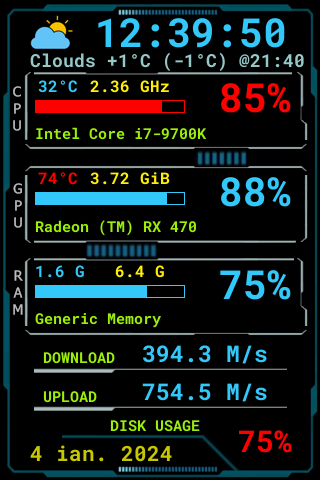 12:39:50
Clouds +1°C (-1°C) @21:40
CPU
32°C 2.36 GHz
85%
Intel Core i7-9700K
GPU
74°C 3.72 GiB
88%
Radeon (TM) RX 470
RAM
1.6 G 6.4 G
75%
Generic Memory
DOWNLOAD 394.3 M/s
UPLOAD 754.5 M/s
DISK USAGE
75%
4 ian. 2024